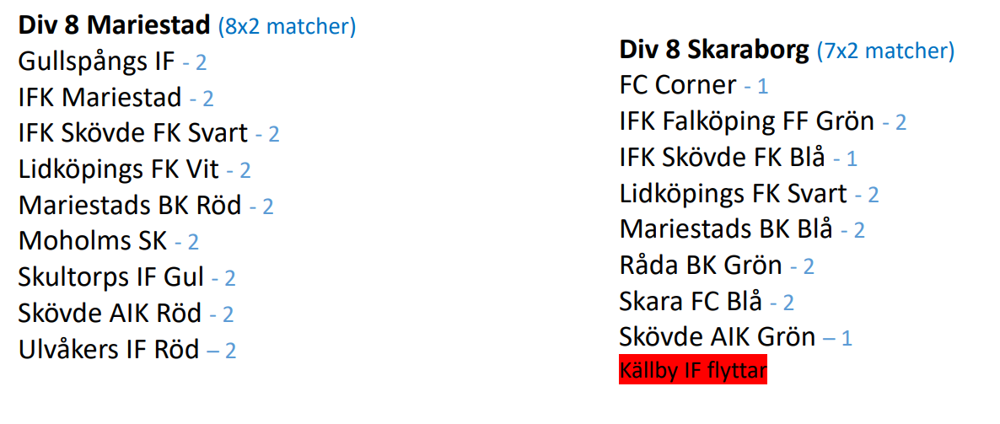 Div 8 Mariestad (8x2 matcher)
Gullspångs IF - 2
IFK Mariestad - 2
IFK Skövde FK Svart - 2
Lidköpings FK Vit - 2
Mariestads BK Röd - 2
Moholms SK - 2
Skultorps IF Gul - 2
Skövde AIK Röd - 2
Ulvåkers IF Röd – 2
Div 8 Skaraborg (7x2 matcher)
FC Corner - 1
IFK Falköping FF Grön - 2
IFK Skövde FK Blå - 1
Lidköpings FK Svart - 2
Mariestads BK Blå - 2
Råda BK Grön - 2
Skara FC Blå - 2
Skövde AIK Grön – 1
Källby IF flyttar